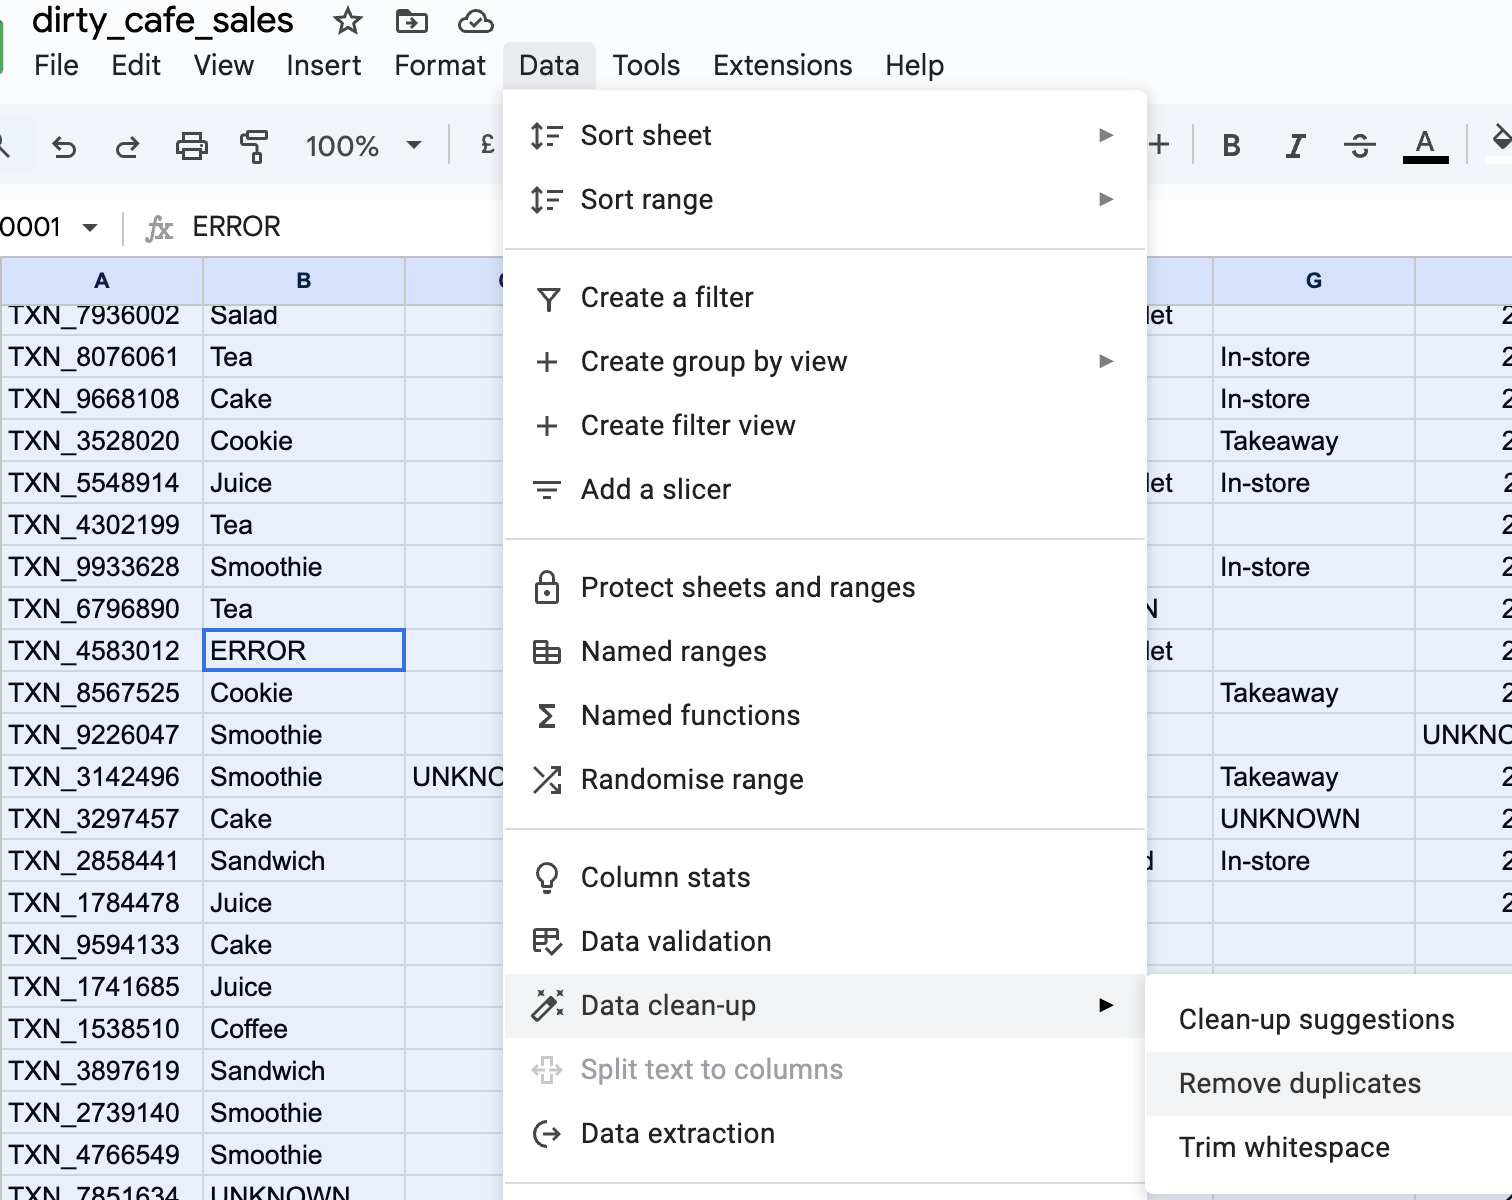 dirty_cafe_sales
File Edit View Insert Format Data Tools Extensions Help
100% £ B I S A
0001 fx ERROR
A B G
TXN_7936002 Salad let
TXN_8076061 Tea In-store
TXN_9668108 Cake In-store
TXN_3528020 Cookie Takeaway
TXN_5548914 Juice let In-store
TXN_4302199 Tea
TXN_9933628 Smoothie In-store
TXN_6796890 Tea
TXN_4583012 ERROR let
TXN_8567525 Cookie Takeaway
TXN_9226047 Smoothie UNKNO
TXN_3142496 Smoothie UNKNO Takeaway
TXN_3297457 Cake UNKNOWN
TXN_2858441 Sandwich In-store
TXN_1784478 Juice
TXN_9594133 Cake
TXN_1741685 Juice
TXN_1538510 Coffee
TXN_3897619 Sandwich
TXN_2739140 Smoothie
TXN_4766549 Smoothie
TXN_7851634 UNKNOWN
Sort sheet
Sort range
Create a filter
Create group by view
Create filter view
Add a slicer
Protect sheets and ranges
Named ranges
Named functions
Randomise range
Column stats
Data validation
Data clean-up
Split text to columns
Data extraction
Clean-up suggestions
Remove duplicates
Trim whitespace